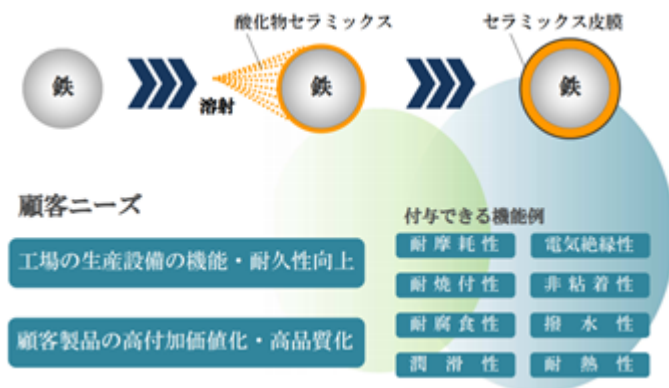 酸化物セラミックス
セラミックス皮膜
鉄
溶射
鉄
鉄
顧客ニーズ
工場の生産設備の機能・耐久性向上
顧客製品の高付加価値化・高品質化
付与できる機能例
耐摩耗性
電気絶縁性
耐焼付性
非粘着性
耐腐食性
撥水性
潤滑性
耐熱性